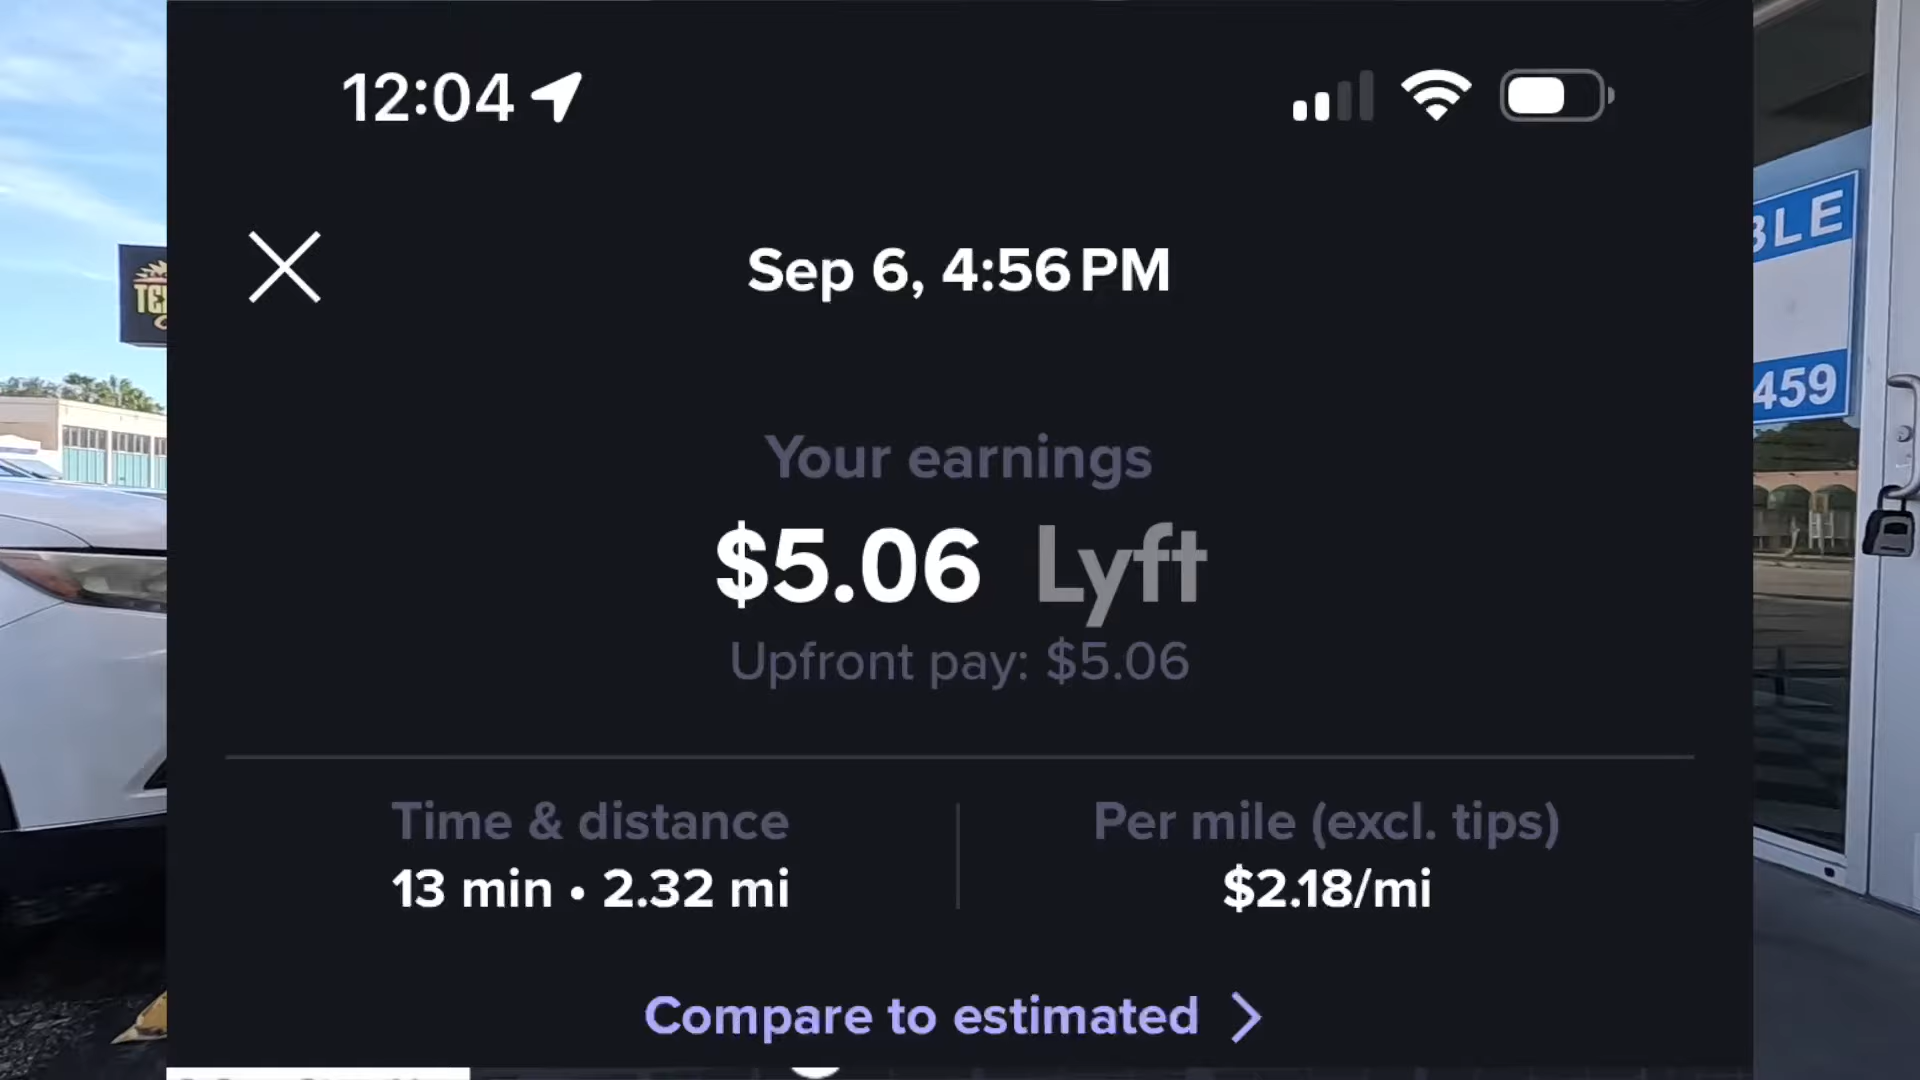 12:04
Sep 6, 4:56 PM
Your earnings
$5.06 Lyft
Upfront pay: $5.06
Time & distance
13 min • 2.32 mi
Per mile (excl. tips)
$2.18/mi
Compare to estimated
BLE
459